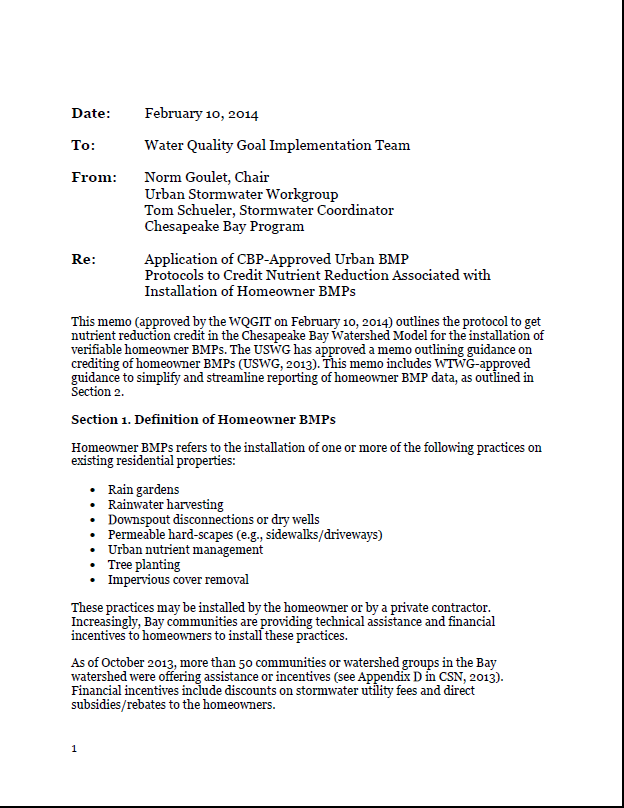 Date: February 10, 2014
To: Water Quality Goal Implementation Team
From: Norm Goulet, Chair
Urban Stormwater Workgroup
Tom Schueler, Stormwater Coordinator
Chesapeake Bay Program
Re: Application of CBP-Approved Urban BMP
Protocols to Credit Nutrient Reduction Associated with
Installation of Homeowner BMPs
This memo (approved by the WQGIT on February 10, 2014) outlines the protocol to get
nutrient reduction credit in the Chesapeake Bay Watershed Model for the installation of
verifiable homeowner BMPs. The USWG has approved a memo outlining guidance on
crediting of homeowner BMPs (USWG, 2013). This memo includes WTWG-approved
guidance to simplify and streamline reporting of homeowner BMP data, as outlined in
Section 2.
Section 1. Definition of Homeowner BMPs
Homeowner BMPs refers to the installation of one or more of the following practices on
existing residential properties:
• Rain gardens
• Rainwater harvesting
• Downspout disconnections or dry wells
• Permeable hard-scapes (e.g., sidewalks/driveways)
• Urban nutrient management
• Tree planting
• Impervious cover removal
These practices may be installed by the homeowner or by a private contractor.
Increasingly, Bay communities are providing technical assistance and financial
incentives to homeowners to install these practices.
As of October 2013, more than 50 communities or watershed groups in the Bay
watershed were offering assistance or incentives (see Appendix D in CSN, 2013).
Financial incentives include discounts on stormwater utility fees and direct
subsidies/rebates to the homeowners.
1